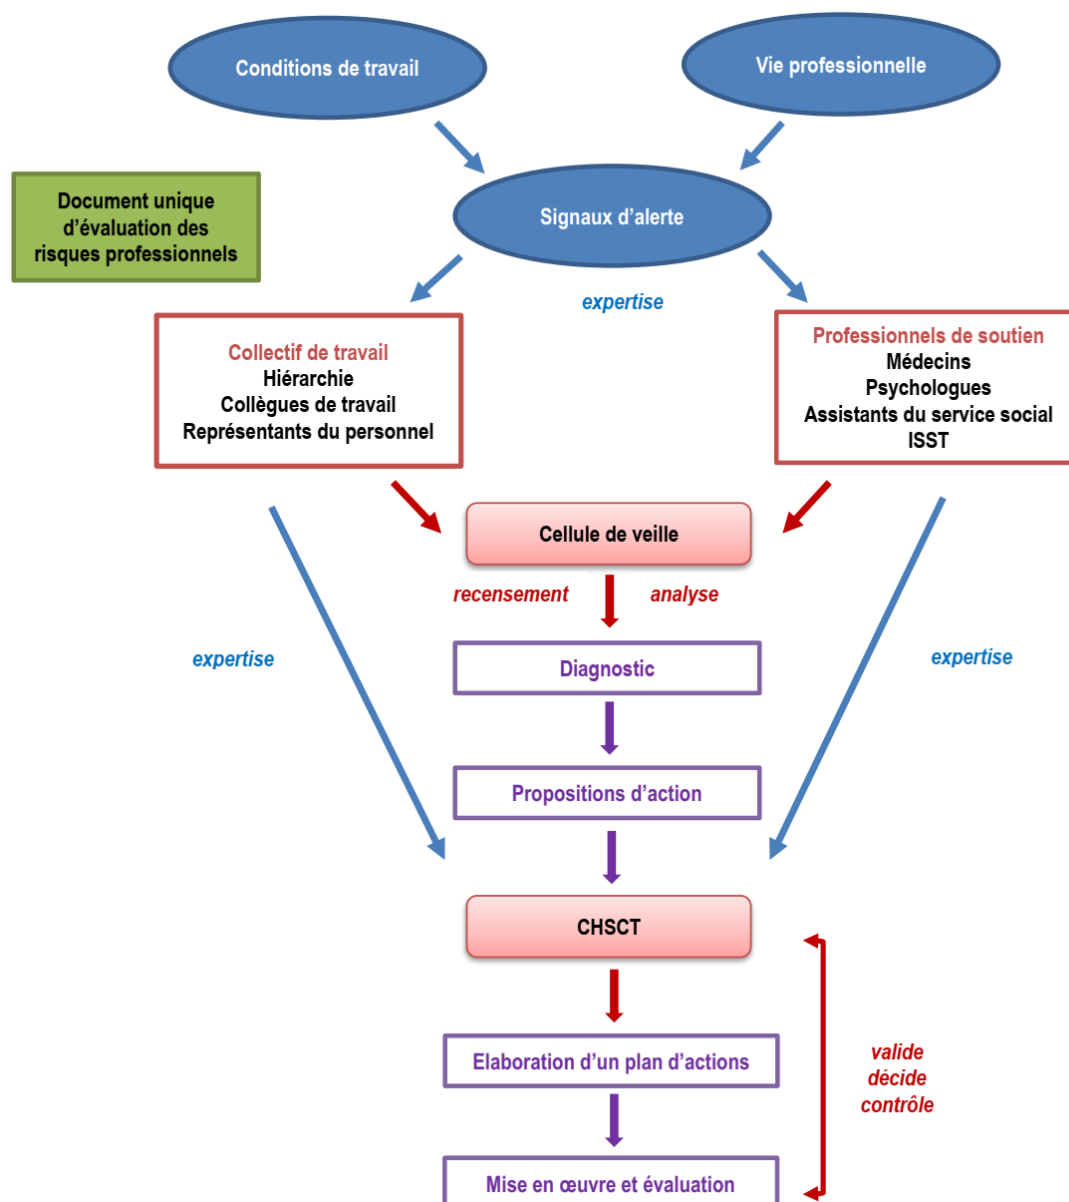 Conditions de travail
Vie professionnelle
Document unique
d’évaluation des
risques professionnels
Signaux d’alerte
expertise
Collectif de travail
Hiérarchie
Collègues de travail
Représentants du personnel
Professionnels de soutien
Médecins
Psychologues
Assistants du service social
ISST
Cellule de veille
recensement
analyse
expertise
Diagnostic
expertise
Propositions d’action
CHSCT
Elaboration d’un plan d’actions
valide
décide
contrôle
Mise en œuvre et évaluation